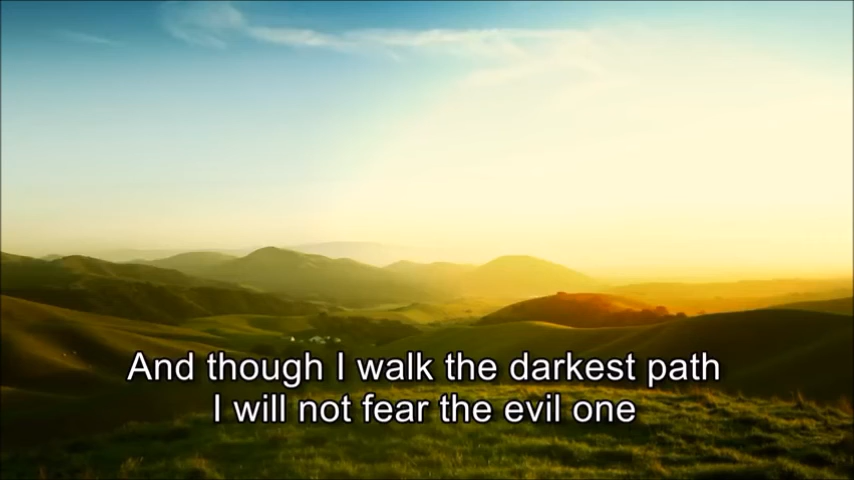 And though I walk the darkest path
I will not fear the evil one